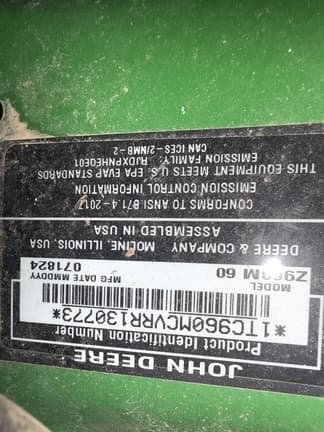 JOHN DEERE
Product Identification Number
*1TC960MCVRR130773*
MODEL MFG DATE MMDDYY
Z960M 60 071824
DEERE & COMPANY MOLINE, ILLINOIS, USA
ASSEMBLED IN USA
CONFORMS TO ANSI B71.4 - 201
EMISSION CONTROL INFORMATION
THIS EQUIPMENT MEETS U.S. EPA EVAP STANDARDS
EMISSION FAMILY:
CAN ICES - 2/NMB - 2